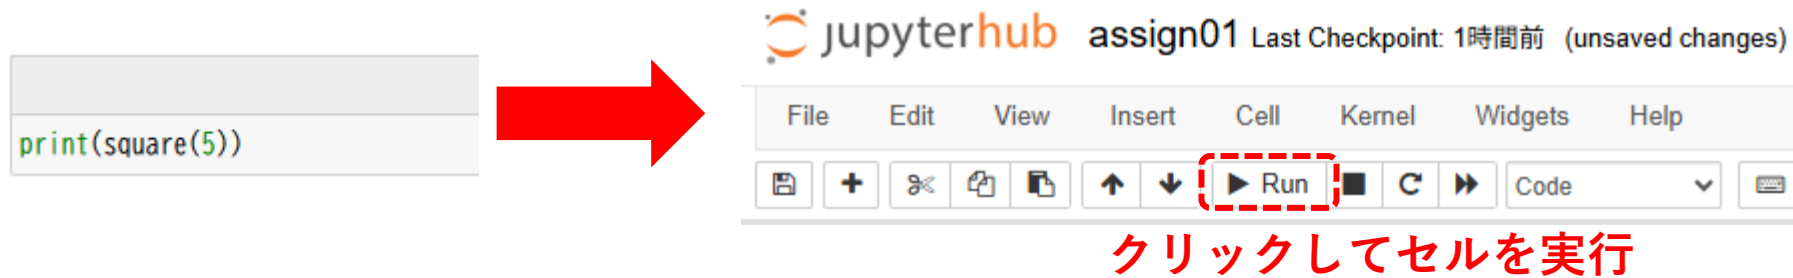 print(square(5))
jupyterhub assign01 Last Checkpoint: 1時間前 (unsaved changes)
File Edit View Insert Cell Kernel Widgets Help
Run Code
クリックしてセルを実行